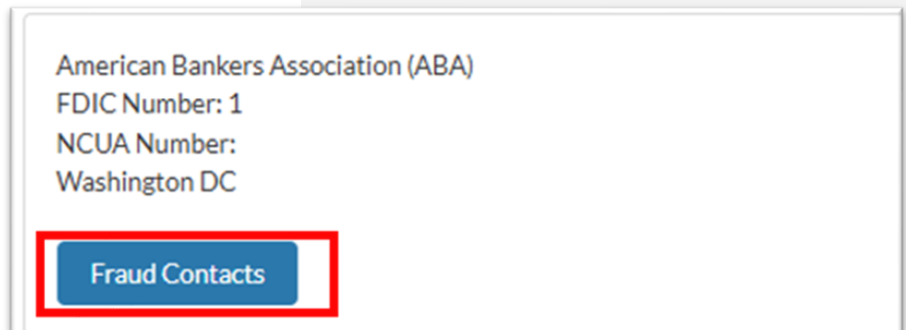 American Bankers Association (ABA)
FDIC Number: 1
NCUA Number:
Washington DC
Fraud Contacts